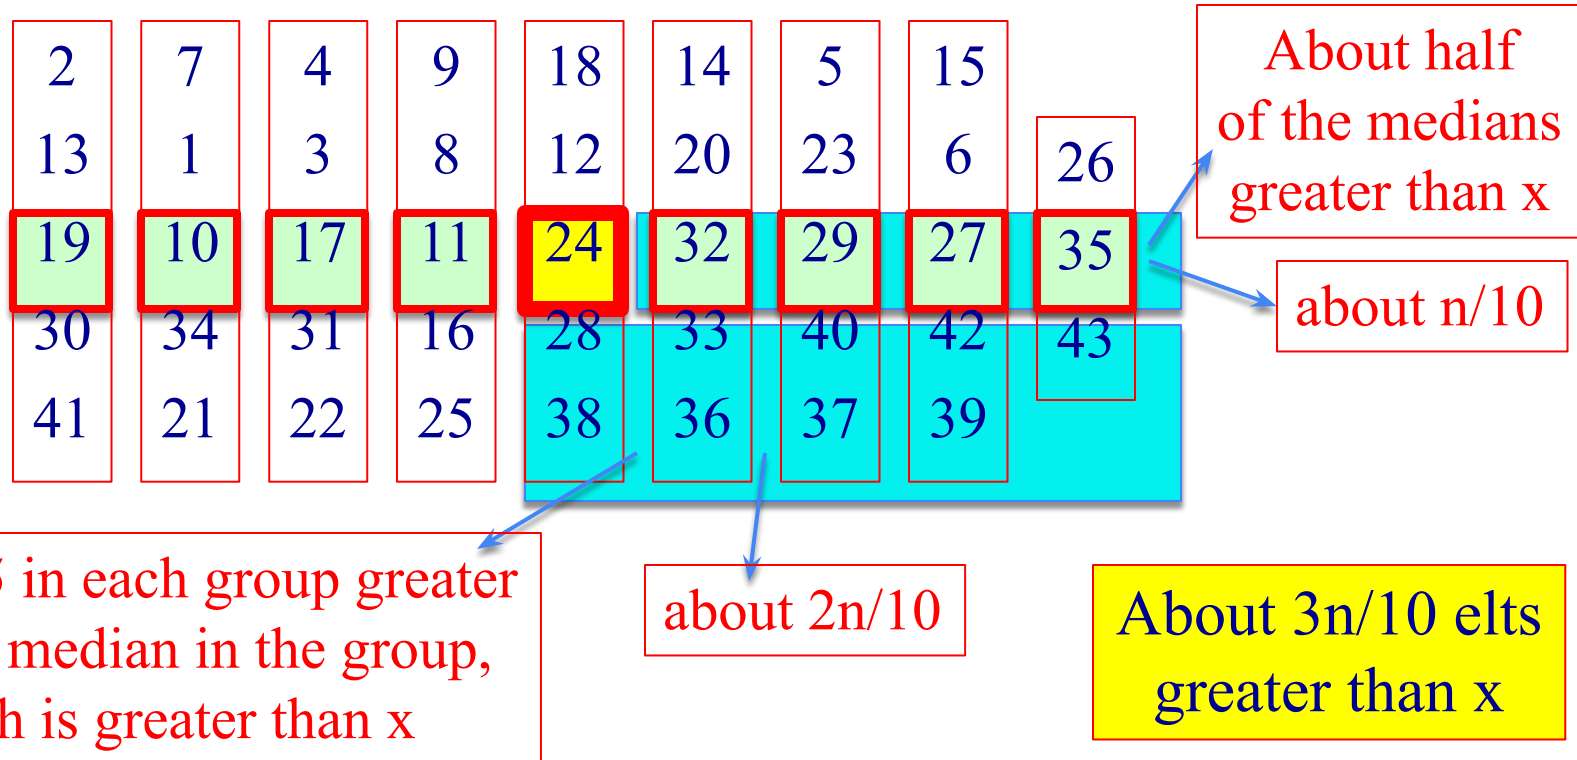 2 7 4 9 18 14 5 15
13 1 3 8 12 20 23 6 26
19 10 17 11 24 32 29 27 35
30 34 31 16 28 33 40 42 43
41 21 22 25 38 36 37 39
About half
of the medians
greater than x
about n/10
in each group greater
median in the group,
is greater than x
about 2n/10
About 3n/10 elts
greater than x